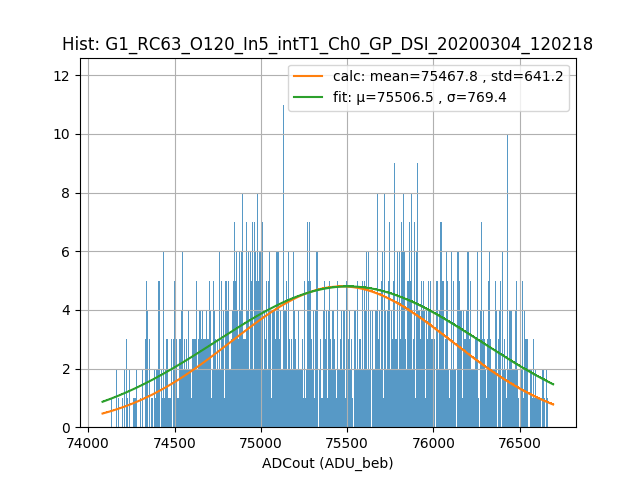 Hist: G1_RC63_O120_In5_intT1_Ch0_GP_DSI_20200304_120218
calc: mean=75467.8 , std=641.2
fit: μ=75506.5 , σ=769.4
12
10
8
6
4
2
0
74000 74500 75000 75500 76000 76500
ADCout (ADU_beb)